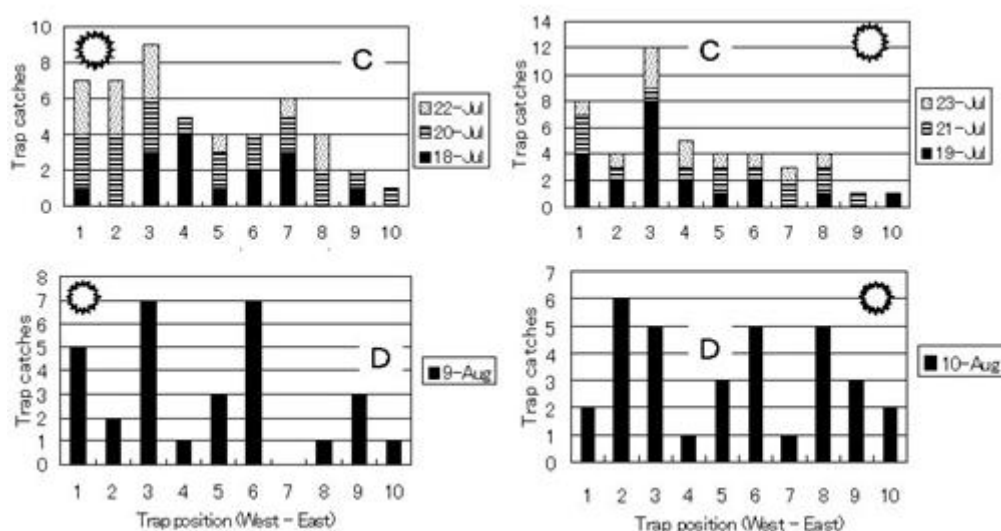 10
8
6
4
2
0
Trap catches
C
1 2 3 4 5 6 7 8 9 10
22-Jul
20-Jul
18-Jul
14
12
10
8
6
4
2
0
Trap catches
C
1 2 3 4 5 6 7 8 9 10
23-Jul
21-Jul
19-Jul
8
7
6
5
4
3
2
1
0
Trap catches
D
1 2 3 4 5 6 7 8 9 10
Trap position (West - East)
9-Aug
7
6
5
4
3
2
1
0
Trap catches
D
1 2 3 4 5 6 7 8 9 10
Trap position (West - East)
10-Aug